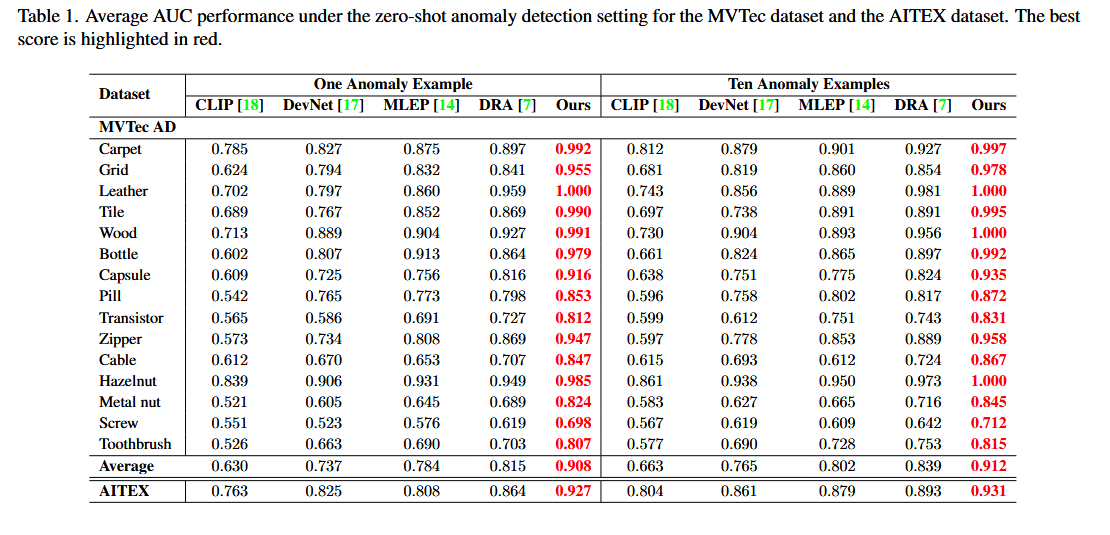 Table 1. Average AUC performance under the zero-shot anomaly detection setting for the MVTec dataset and the AITEX dataset. The best
score is highlighted in red.
Dataset One Anomaly Example Ten Anomaly Examples
CLIP [18] DevNet [17] MLEP [14] DRA [7] Ours CLIP [18] DevNet [17] MLEP [14] DRA [7] Ours
MVTec AD
Carpet 0.785 0.827 0.875 0.897 0.992 0.812 0.879 0.901 0.927 0.997
Grid 0.624 0.794 0.832 0.841 0.955 0.681 0.819 0.860 0.854 0.978
Leather 0.702 0.797 0.860 0.959 1.000 0.743 0.856 0.889 0.981 1.000
Tile 0.689 0.767 0.852 0.869 0.990 0.697 0.738 0.891 0.891 0.995
Wood 0.713 0.889 0.904 0.927 0.991 0.730 0.904 0.893 0.956 1.000
Bottle 0.602 0.807 0.913 0.864 0.979 0.661 0.824 0.865 0.897 0.992
Capsule 0.609 0.725 0.756 0.816 0.916 0.638 0.751 0.775 0.824 0.935
Pill 0.542 0.765 0.773 0.798 0.853 0.596 0.758 0.802 0.817 0.872
Transistor 0.565 0.586 0.691 0.727 0.812 0.599 0.612 0.751 0.743 0.831
Zipper 0.573 0.734 0.808 0.869 0.947 0.597 0.778 0.853 0.889 0.958
Cable 0.612 0.670 0.653 0.707 0.847 0.615 0.693 0.612 0.724 0.867
Hazelnut 0.839 0.906 0.931 0.949 0.985 0.861 0.938 0.950 0.973 1.000
Metal nut 0.521 0.605 0.645 0.689 0.824 0.583 0.627 0.665 0.716 0.845
Screw 0.551 0.523 0.576 0.619 0.698 0.567 0.619 0.609 0.642 0.712
Toothbrush 0.526 0.663 0.690 0.703 0.807 0.577 0.690 0.728 0.753 0.815
Average 0.630 0.737 0.784 0.815 0.908 0.663 0.765 0.802 0.839 0.912
AITEX 0.763 0.825 0.808 0.864 0.927 0.804 0.861 0.879 0.893 0.931